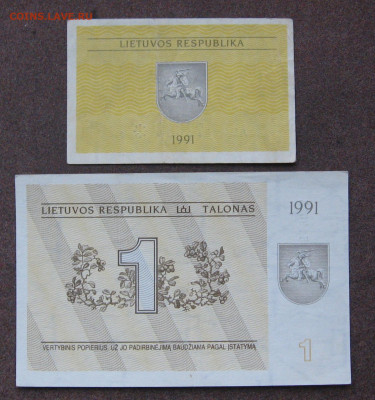 coins.lave.ru
LIETUVOS RESPUBLIKA
1991
LIETUVOS RESPUBLIKA TALONAS
1991
1
VERTYBINIS POPIERIUS. UŽ JO PADIRBINĖJIMĄ BAUDŽIAMA PAGAL ĮSTATYMĄ
1